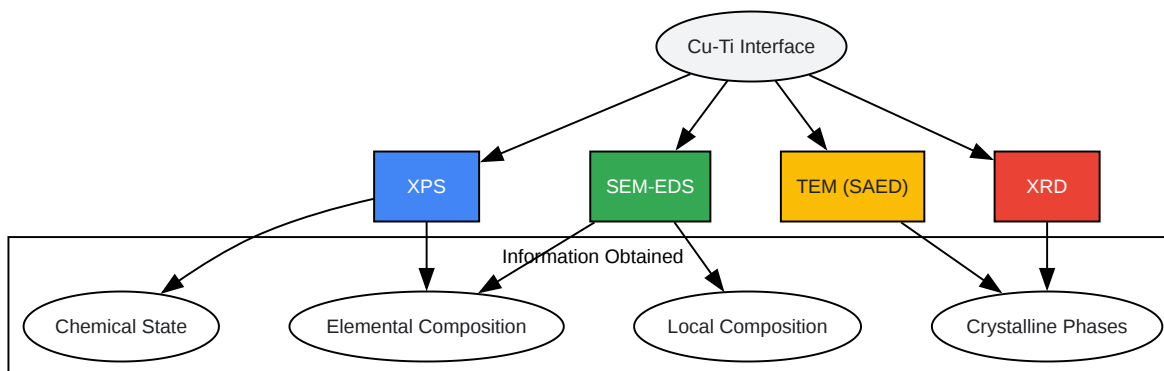 Cu-Ti Interface
XPS
SEM-EDS
TEM (SAED)
XRD
Information Obtained
Chemical State
Elemental Composition
Local Composition
Crystalline Phases